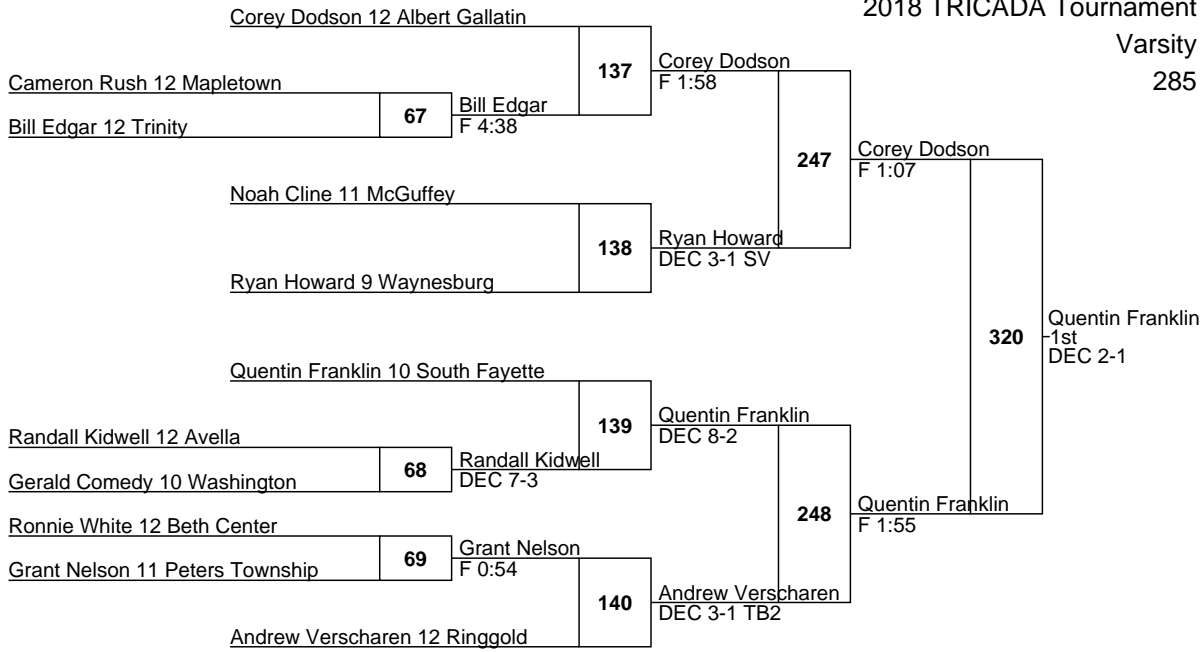 2018 TRICADA Tournament
Varsity
285
Corey Dodson 12 Albert Gallatin
137
Corey Dodson
F 1:58
Cameron Rush 12 Mapletown
67
Bill Edgar
F 4:38
Bill Edgar 12 Trinity
247
Corey Dodson
F 1:07
Noah Cline 11 McGuffey
138
Ryan Howard
DEC 3-1 SV
Ryan Howard 9 Waynesburg
320
Quentin Franklin
1st
DEC 2-1
Quentin Franklin 10 South Fayette
139
Quentin Franklin
DEC 8-2
Randall Kidwell 12 Avella
68
Randall Kidwell
DEC 7-3
Gerald Comedy 10 Washington
248
Quentin Franklin
F 1:55
Ronnie White 12 Beth Center
69
Grant Nelson
F 0:54
Grant Nelson 11 Peters Township
140
Andrew Verscharen
DEC 3-1 TB2
Andrew Verscharen 12 Ringgold